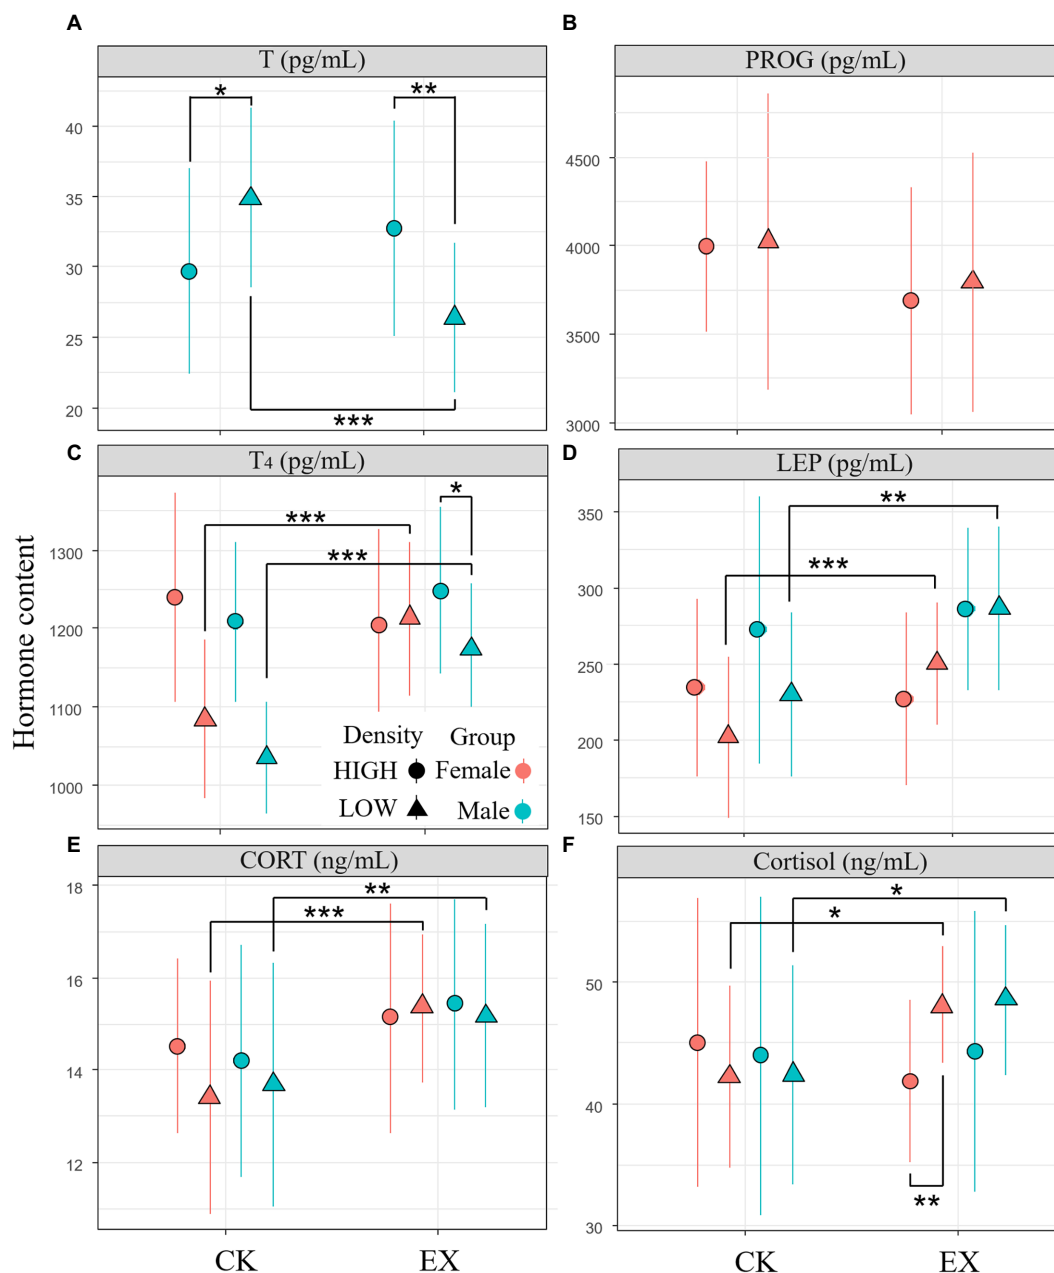 A
T (pg/mL)
*
**
40
35
30
25
20
***
B
PROG (pg/mL)
4500
4000
3500
3000
C
T4 (pg/mL)
*
***
***
1300
1200
1100
1000
Density Group
HIGH Female
LOW Male
D
LEP (pg/mL)
**
***
350
300
250
200
150
Hormone content
E
CORT (ng/mL)
**
***
18
16
14
12
CK EX
F
Cortisol (ng/mL)
*
*
50
40
30
**
CK EX